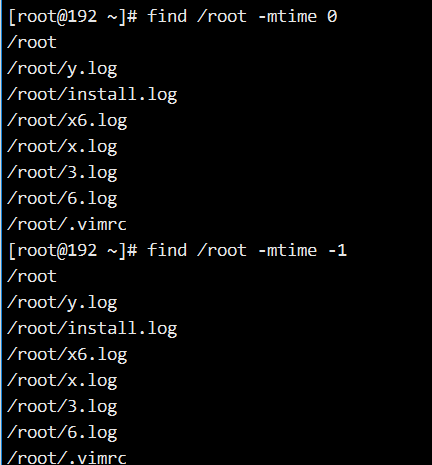 [root@192 ~]# find /root -mtime 0
/root
/root/y.log
/root/install.log
/root/x6.log
/root/x.log
/root/3.log
/root/6.log
/root/.vimrc
[root@192 ~]# find /root -mtime -1
/root
/root/y.log
/root/install.log
/root/x6.log
/root/x.log
/root/3.log
/root/6.log
/root/.vimrc